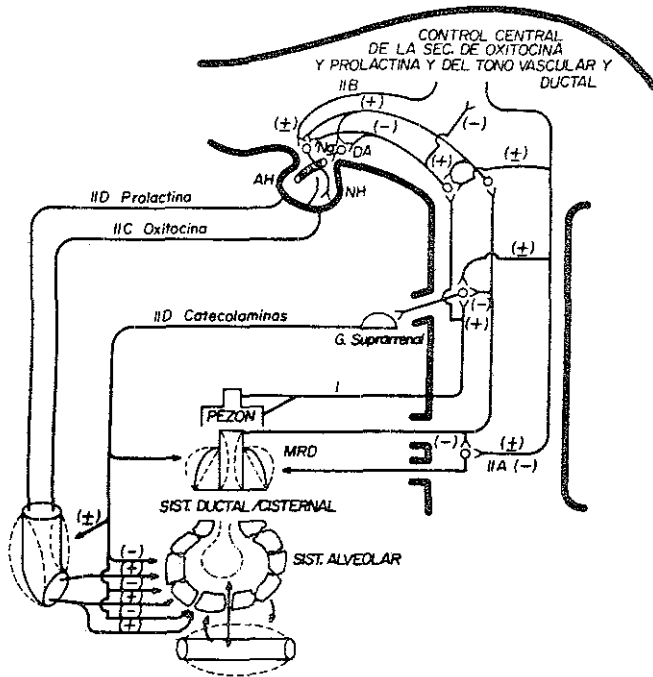 CONTROL CENTRAL
DE LA SEC. DE OXITOCINA
Y PROLACTINA Y DEL TONO VASCULAR Y
DUCTAL
IIB
(+)
(-)
(±)
(-)
Ng
DA
(+)
(±)
AH
NH
IID Prolactina
IIC Oxitocina
(±)
(-)
(+)
IID Catecolaminas
G. Suprarrenal
I
PEZON
(-)
(±)
MRD
IIA (-)
SIST. DUCTAL/CISTERNAL
(±)
SIST. ALVEOLAR
(-)
(+)
(-)
(+)
(-)
(+)